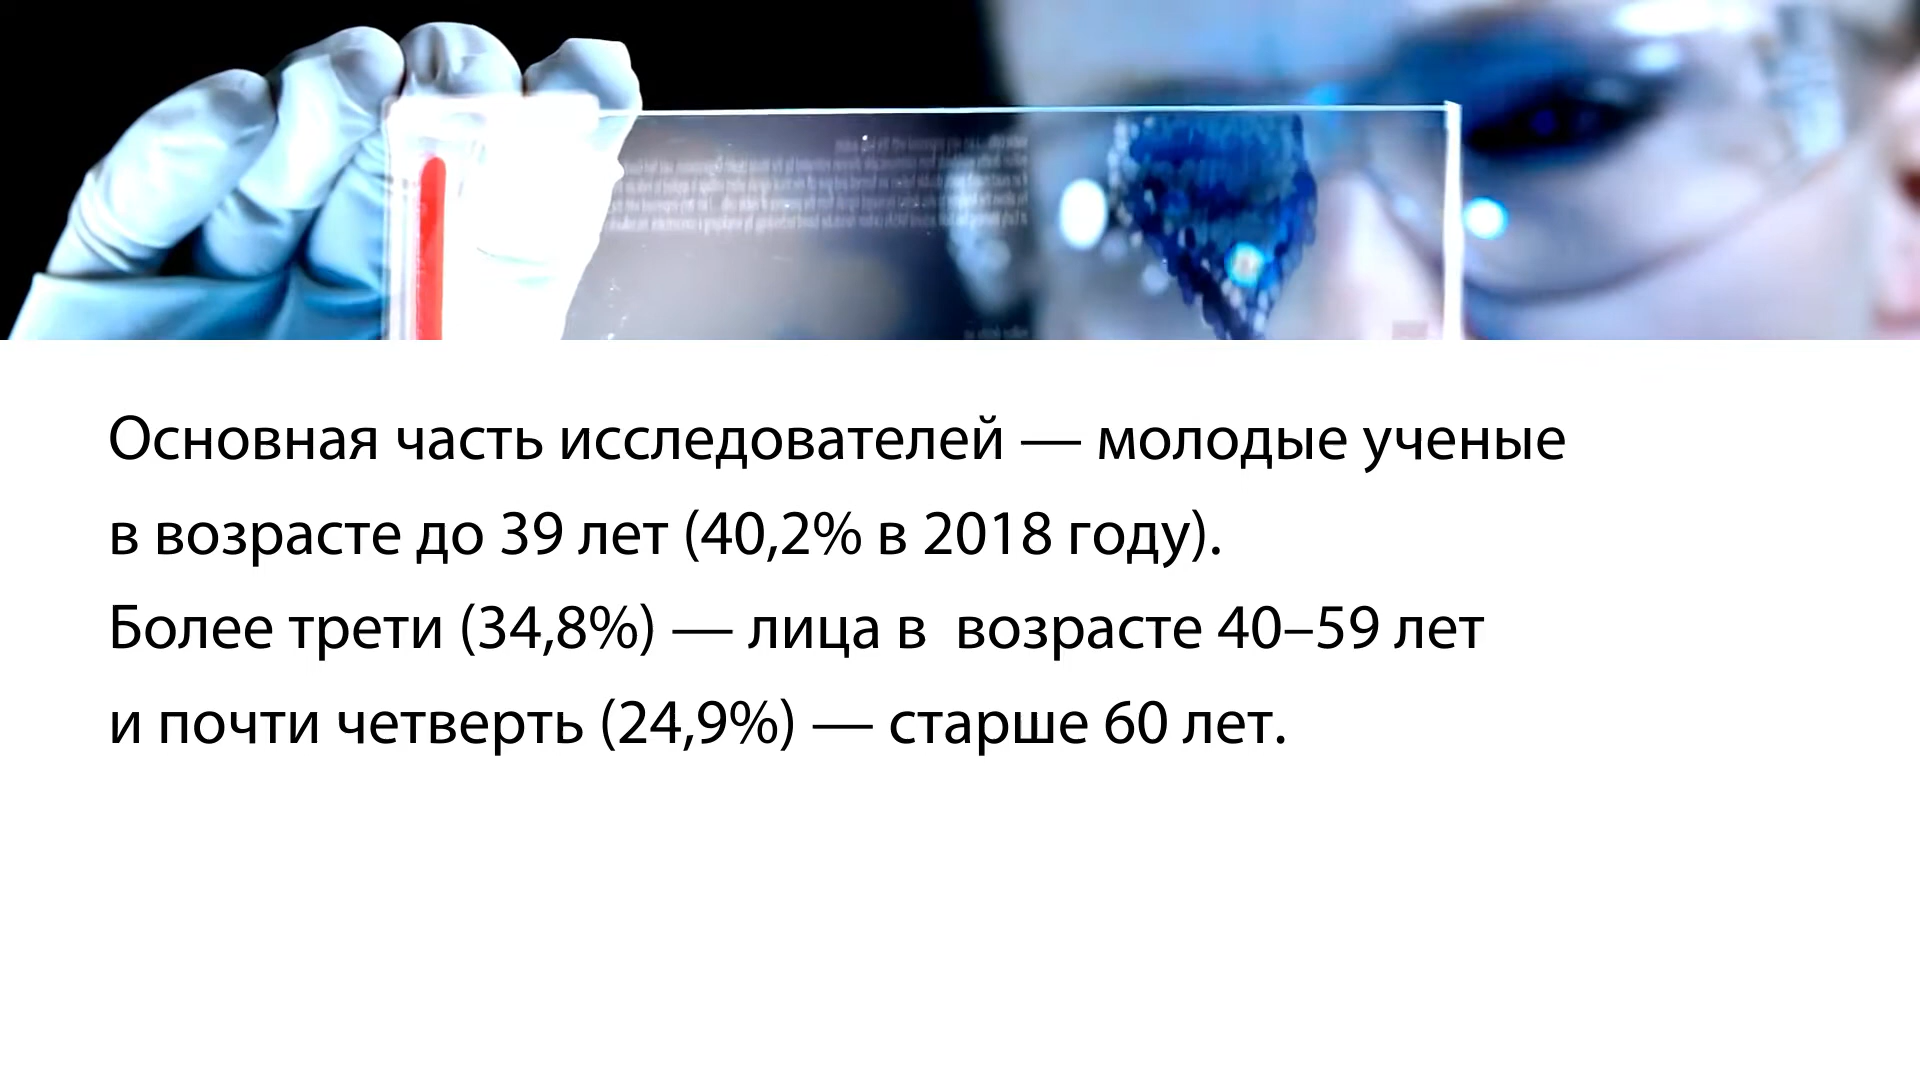 Основная часть исследователей — молодые ученые
в возрасте до 39 лет (40,2% в 2018 году).
Более трети (34,8%) — лица в  возрасте 40–59 лет
и почти четверть (24,9%) — старше 60 лет.